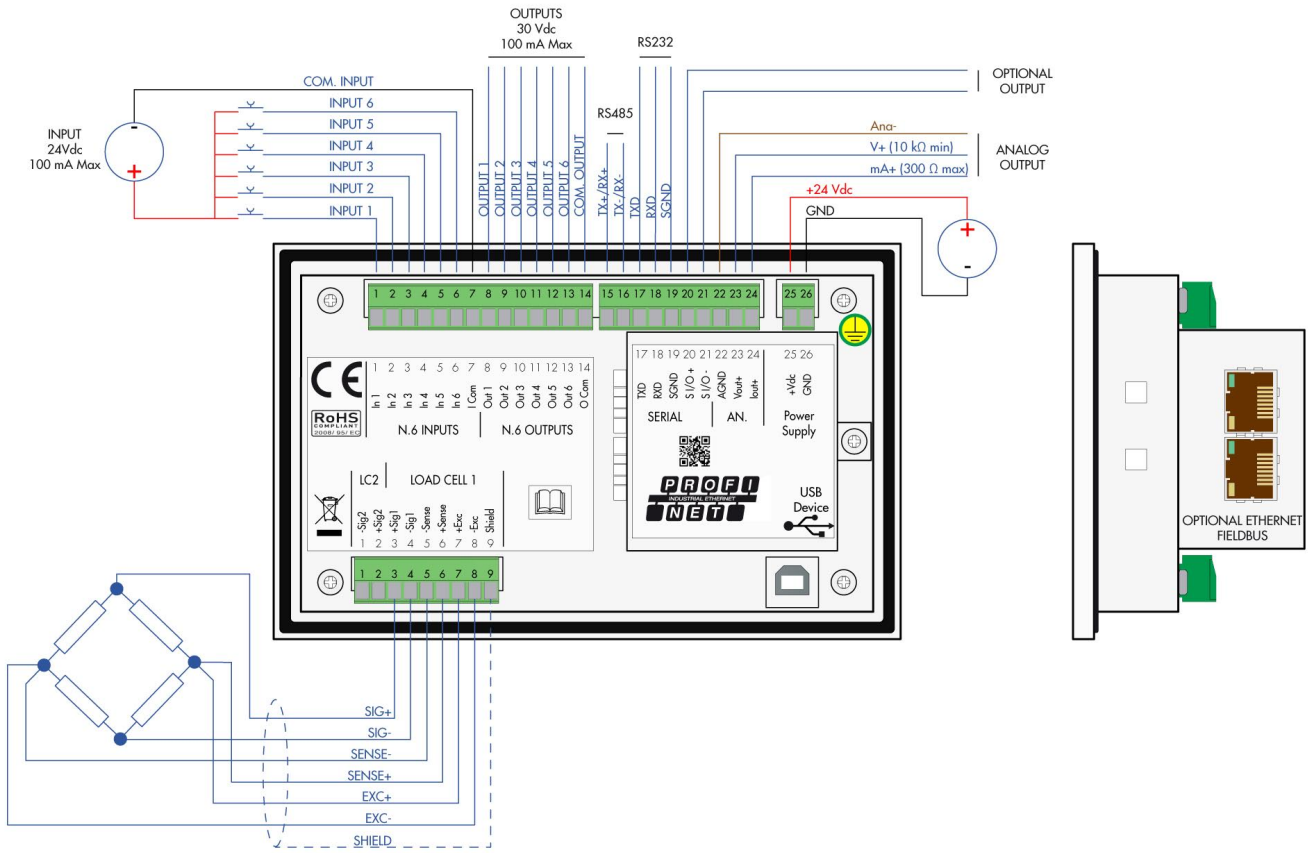 OUTPUTS
30 Vdc
100 mA Max
RS232
COM. INPUT
INPUT 6
INPUT 5
INPUT 4
INPUT 3
INPUT 2
INPUT 1
INPUT
24Vdc
100 mA Max
-
+
OUTPUT 1
OUTPUT 2
OUTPUT 3
OUTPUT 4
OUTPUT 5
OUTPUT 6
COM. OUTPUT
RS485
TX+/RX+
TX-/RX-
TXD
RXD
SGND
OPTIONAL
OUTPUT
Ana-
V+ (10 kΩ min)
mA+ (300 Ω max)
ANALOG
OUTPUT
+24 Vdc
GND
+
-
1 2 3 4 5 6 7 8 9 10 11 12 13 14
15 16 17 18 19 20 21 22 23 24
25 26
CE
RoHS
COMPLIANT
2008/95/EC
1 2 3 4 5 6 7 8 9 10 11 12 13 14
In 1
In 2
In 3
In 4
In 5
In 6
I Com
Out 1
Out 2
Out 3
Out 4
Out 5
Out 6
O Com
N.6 INPUTS
N.6 OUTPUTS
17 18 19 20 21 22 23 24
25 26
TXD
RXD
SGND
S I/O +
S I/O -
AGND
Vout+
Iout+
+Vdc
GND
SERIAL
AN.
Power
Supply
PROFI
INDUSTRIAL ETHERNET
NET
USB
Device
LC2
LOAD CELL 1
-Sig2
+Sig2
+Sig1
-Sig1
-Sense
+Sense
+Exc
-Exc
Shield
1 2 3 4 5 6 7 8 9
1 2 3 4 5 6 7 8 9
SIG+
SIG-
SENSE-
SENSE+
EXC+
EXC-
SHIELD
OPTIONAL ETHERNET
FIELDBUS